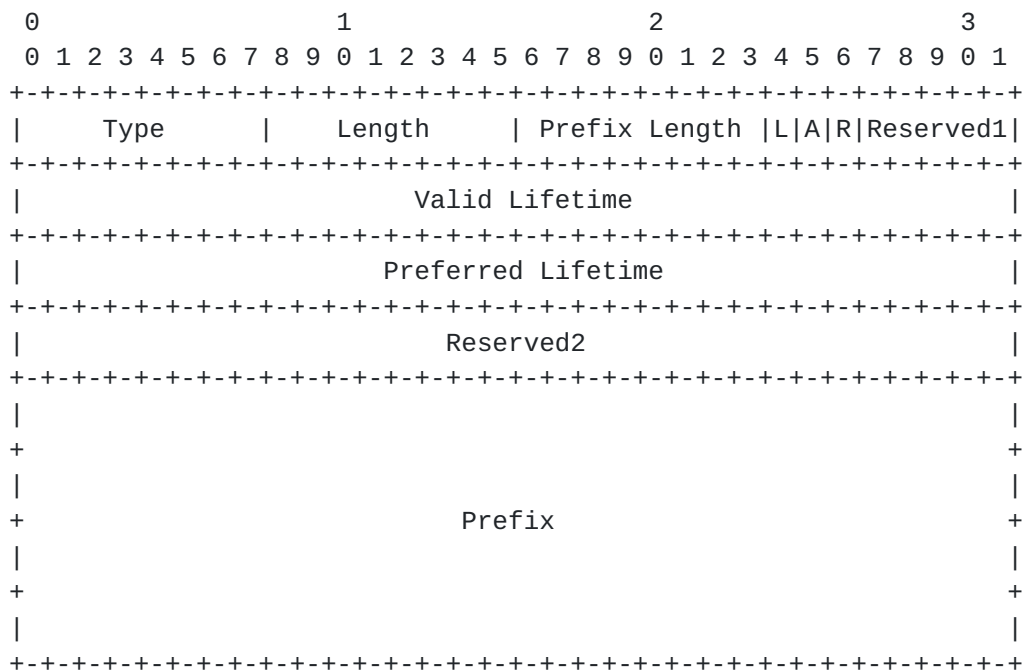 0                   1                   2                   3
 0 1 2 3 4 5 6 7 8 9 0 1 2 3 4 5 6 7 8 9 0 1 2 3 4 5 6 7 8 9 0 1
+-+-+-+-+-+-+-+-+-+-+-+-+-+-+-+-+-+-+-+-+-+-+-+-+-+-+-+-+-+-+-+-+
|     Type      |    Length     | Prefix Length |L|A|R|Reserved1|
+-+-+-+-+-+-+-+-+-+-+-+-+-+-+-+-+-+-+-+-+-+-+-+-+-+-+-+-+-+-+-+-+
|                         Valid Lifetime                        |
+-+-+-+-+-+-+-+-+-+-+-+-+-+-+-+-+-+-+-+-+-+-+-+-+-+-+-+-+-+-+-+-+
|                       Preferred Lifetime                      |
+-+-+-+-+-+-+-+-+-+-+-+-+-+-+-+-+-+-+-+-+-+-+-+-+-+-+-+-+-+-+-+-+
|                           Reserved2                           |
+-+-+-+-+-+-+-+-+-+-+-+-+-+-+-+-+-+-+-+-+-+-+-+-+-+-+-+-+-+-+-+-+
|                                                               |
+                                                               +
|                                                               |
+                            Prefix                             +
|                                                               |
+                                                               +
|                                                               |
+-+-+-+-+-+-+-+-+-+-+-+-+-+-+-+-+-+-+-+-+-+-+-+-+-+-+-+-+-+-+-+-+